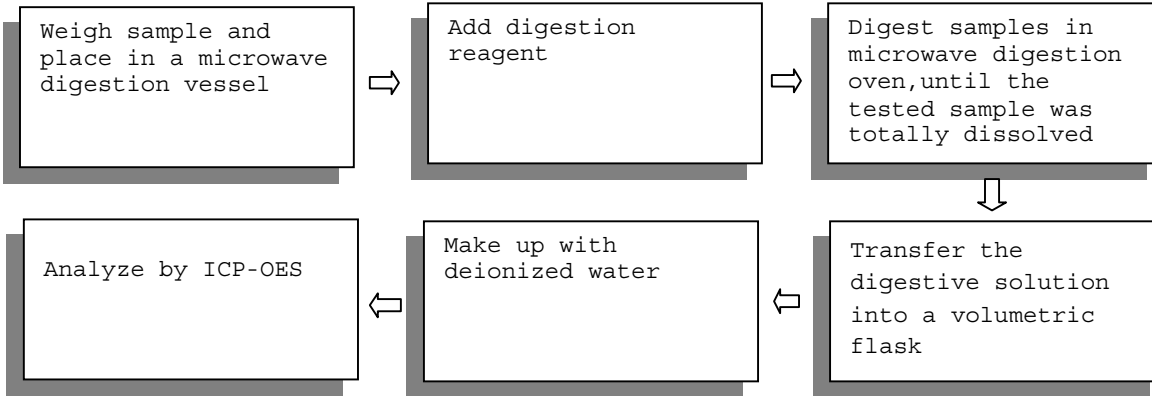 Weigh sample and
place in a microwave
digestion vessel
Add digestion
reagent
Digest samples in
microwave digestion
oven,until the
tested sample was
totally dissolved
Transfer the
digestive solution
into a volumetric
flask
Make up with
deionized water
Analyze by ICP-OES